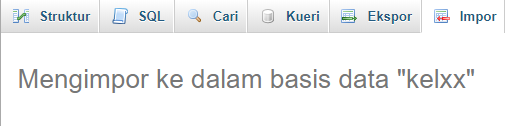 Struktur SQL Cari Kueri Ekspor Impor
Mengimpor ke dalam basis data "kelxx"